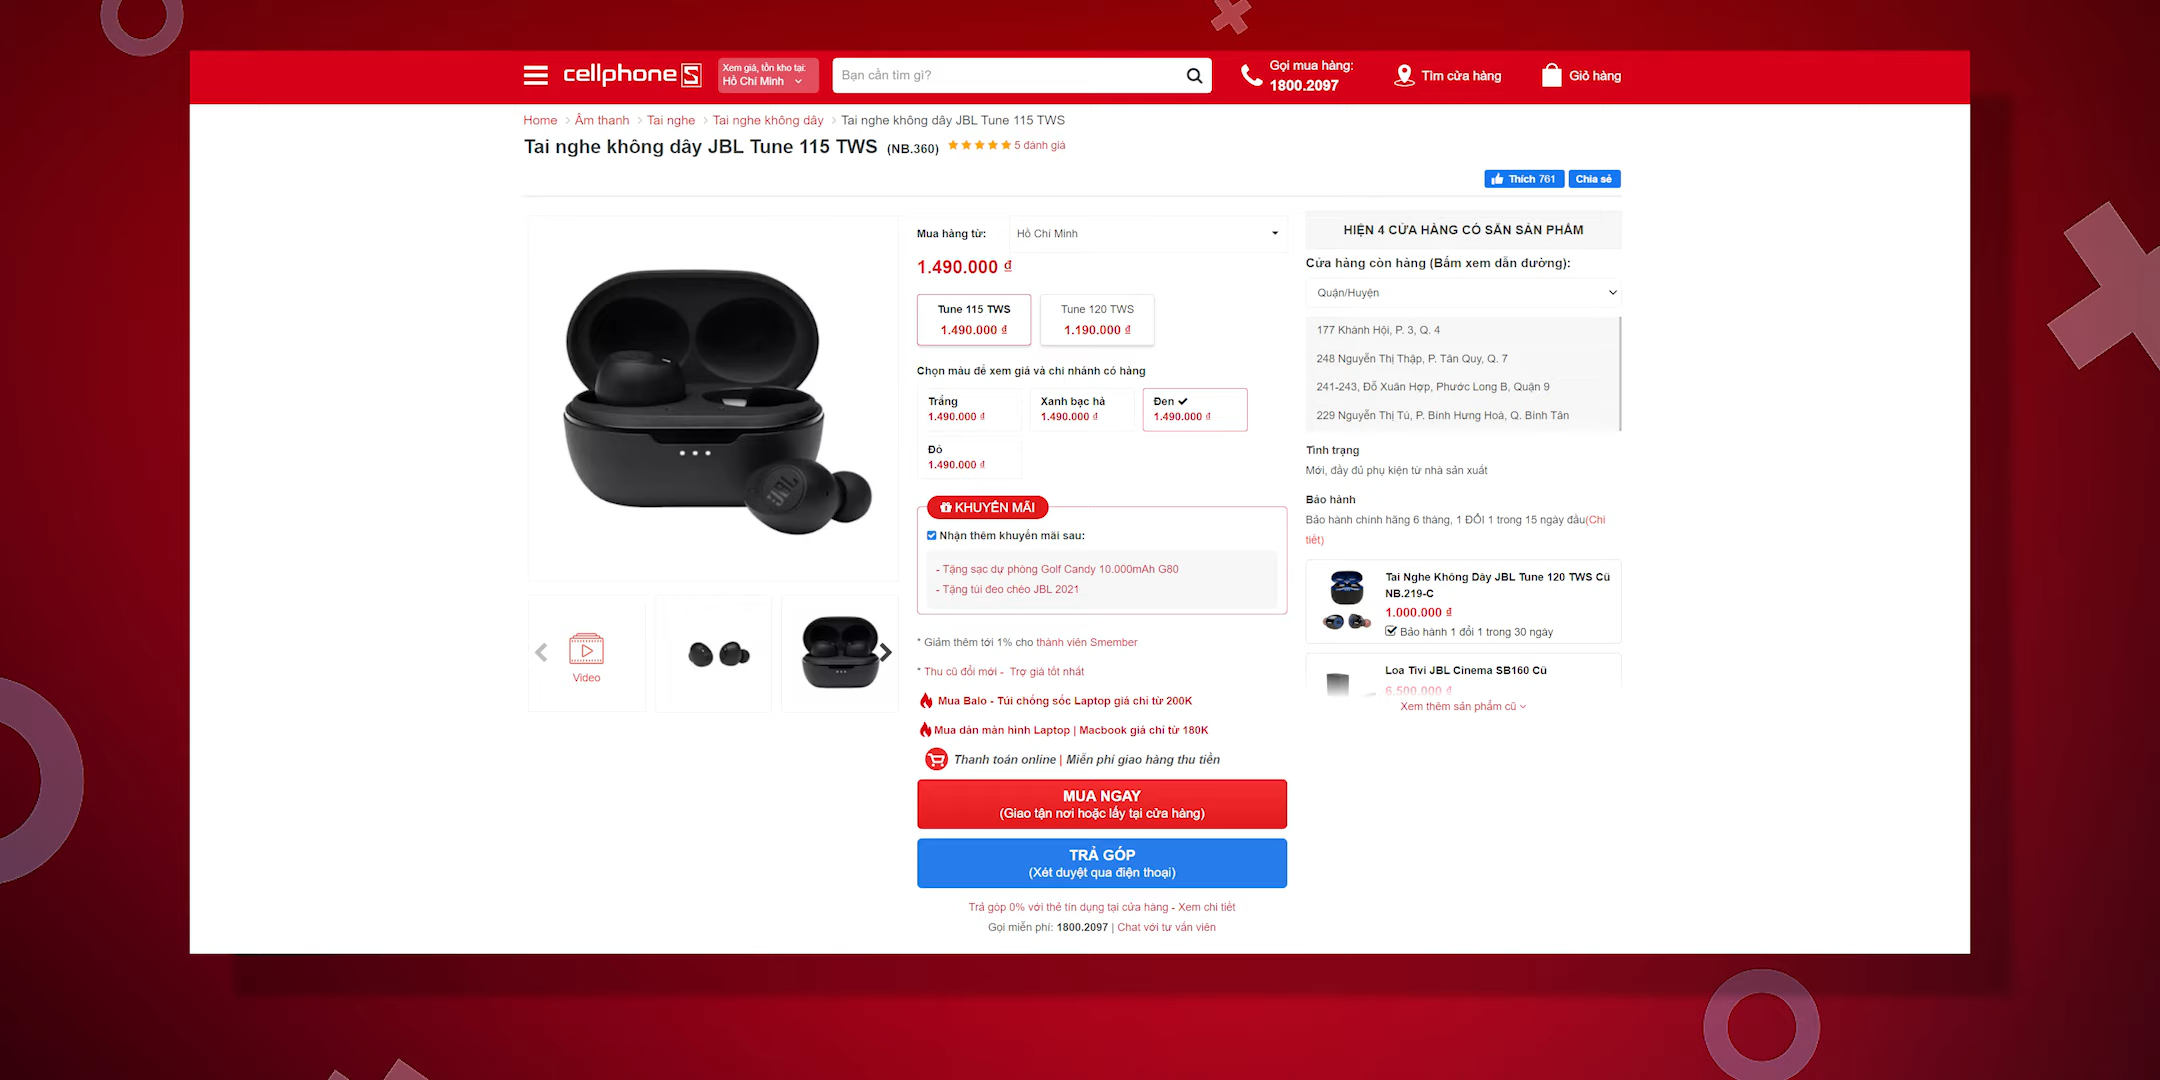 cellphoneS
Xem giá, tồn kho tại:
Hồ Chí Minh
Bạn cần tìm gì?
Gọi mua hàng:
1800.2097
Tìm cửa hàng
Giỏ hàng
Home > Âm thanh > Tai nghe > Tai nghe không dây > Tai nghe không dây JBL Tune 115 TWS
Tai nghe không dây JBL Tune 115 TWS (NB.360) 5 đánh giá
Thích 761
Chia sẻ
JBL
Video
Mua hàng từ: Hồ Chí Minh
1.490.000 đ
Tune 115 TWS
1.490.000 đ
Tune 120 TWS
1.190.000 đ
Chọn màu để xem giá và chi nhánh có hàng
Trắng
1.490.000 đ
Xanh bạc hà
1.490.000 đ
Đen
1.490.000 đ
Đỏ
1.490.000 đ
KHUYẾN MÃI
Nhận thêm khuyến mãi sau:
- Tặng sạc dự phòng Golf Candy 10.000mAh G80
- Tặng túi đeo chéo JBL 2021
* Giảm thêm tới 1% cho thành viên Smember
* Thu cũ đổi mới - Trợ giá tốt nhất
Mua Balo - Túi chống sốc Laptop giá chỉ từ 200K
Mua dán màn hình Laptop | Macbook giá chỉ từ 180K
Thanh toán online | Miễn phí giao hàng thu tiền
MUA NGAY
(Giao tận nơi hoặc lấy tại cửa hàng)
TRẢ GÓP
(Xét duyệt qua điện thoại)
Trả góp 0% với thẻ tín dụng tại cửa hàng - Xem chi tiết
Gọi miễn phí: 1800.2097 | Chat với tư vấn viên
HIỆN 4 CỬA HÀNG CÓ SẴN SẢN PHẨM
Cửa hàng còn hàng (Bấm xem dẫn đường):
Quận/Huyện
177 Khánh Hội, P. 3, Q. 4
248 Nguyễn Thị Thập, P. Tân Quy, Q. 7
241-243, Đỗ Xuân Hợp, Phước Long B, Quận 9
229 Nguyễn Thị Tú, P. Bình Hưng Hoà, Q. Bình Tân
Tình trạng
Mới, đầy đủ phụ kiện từ nhà sản xuất
Bảo hành
Bảo hành chính hãng 6 tháng, 1 ĐỔI 1 trong 15 ngày đầu(Chi
tiết)
Tai Nghe Không Dây JBL Tune 120 TWS Cũ
NB.219-C
1.000.000 đ
Bảo hành 1 đổi 1 trong 30 ngày
Loa Tivi JBL Cinema SB160 Cũ
6.500.000 đ
Xem thêm sản phẩm cũ